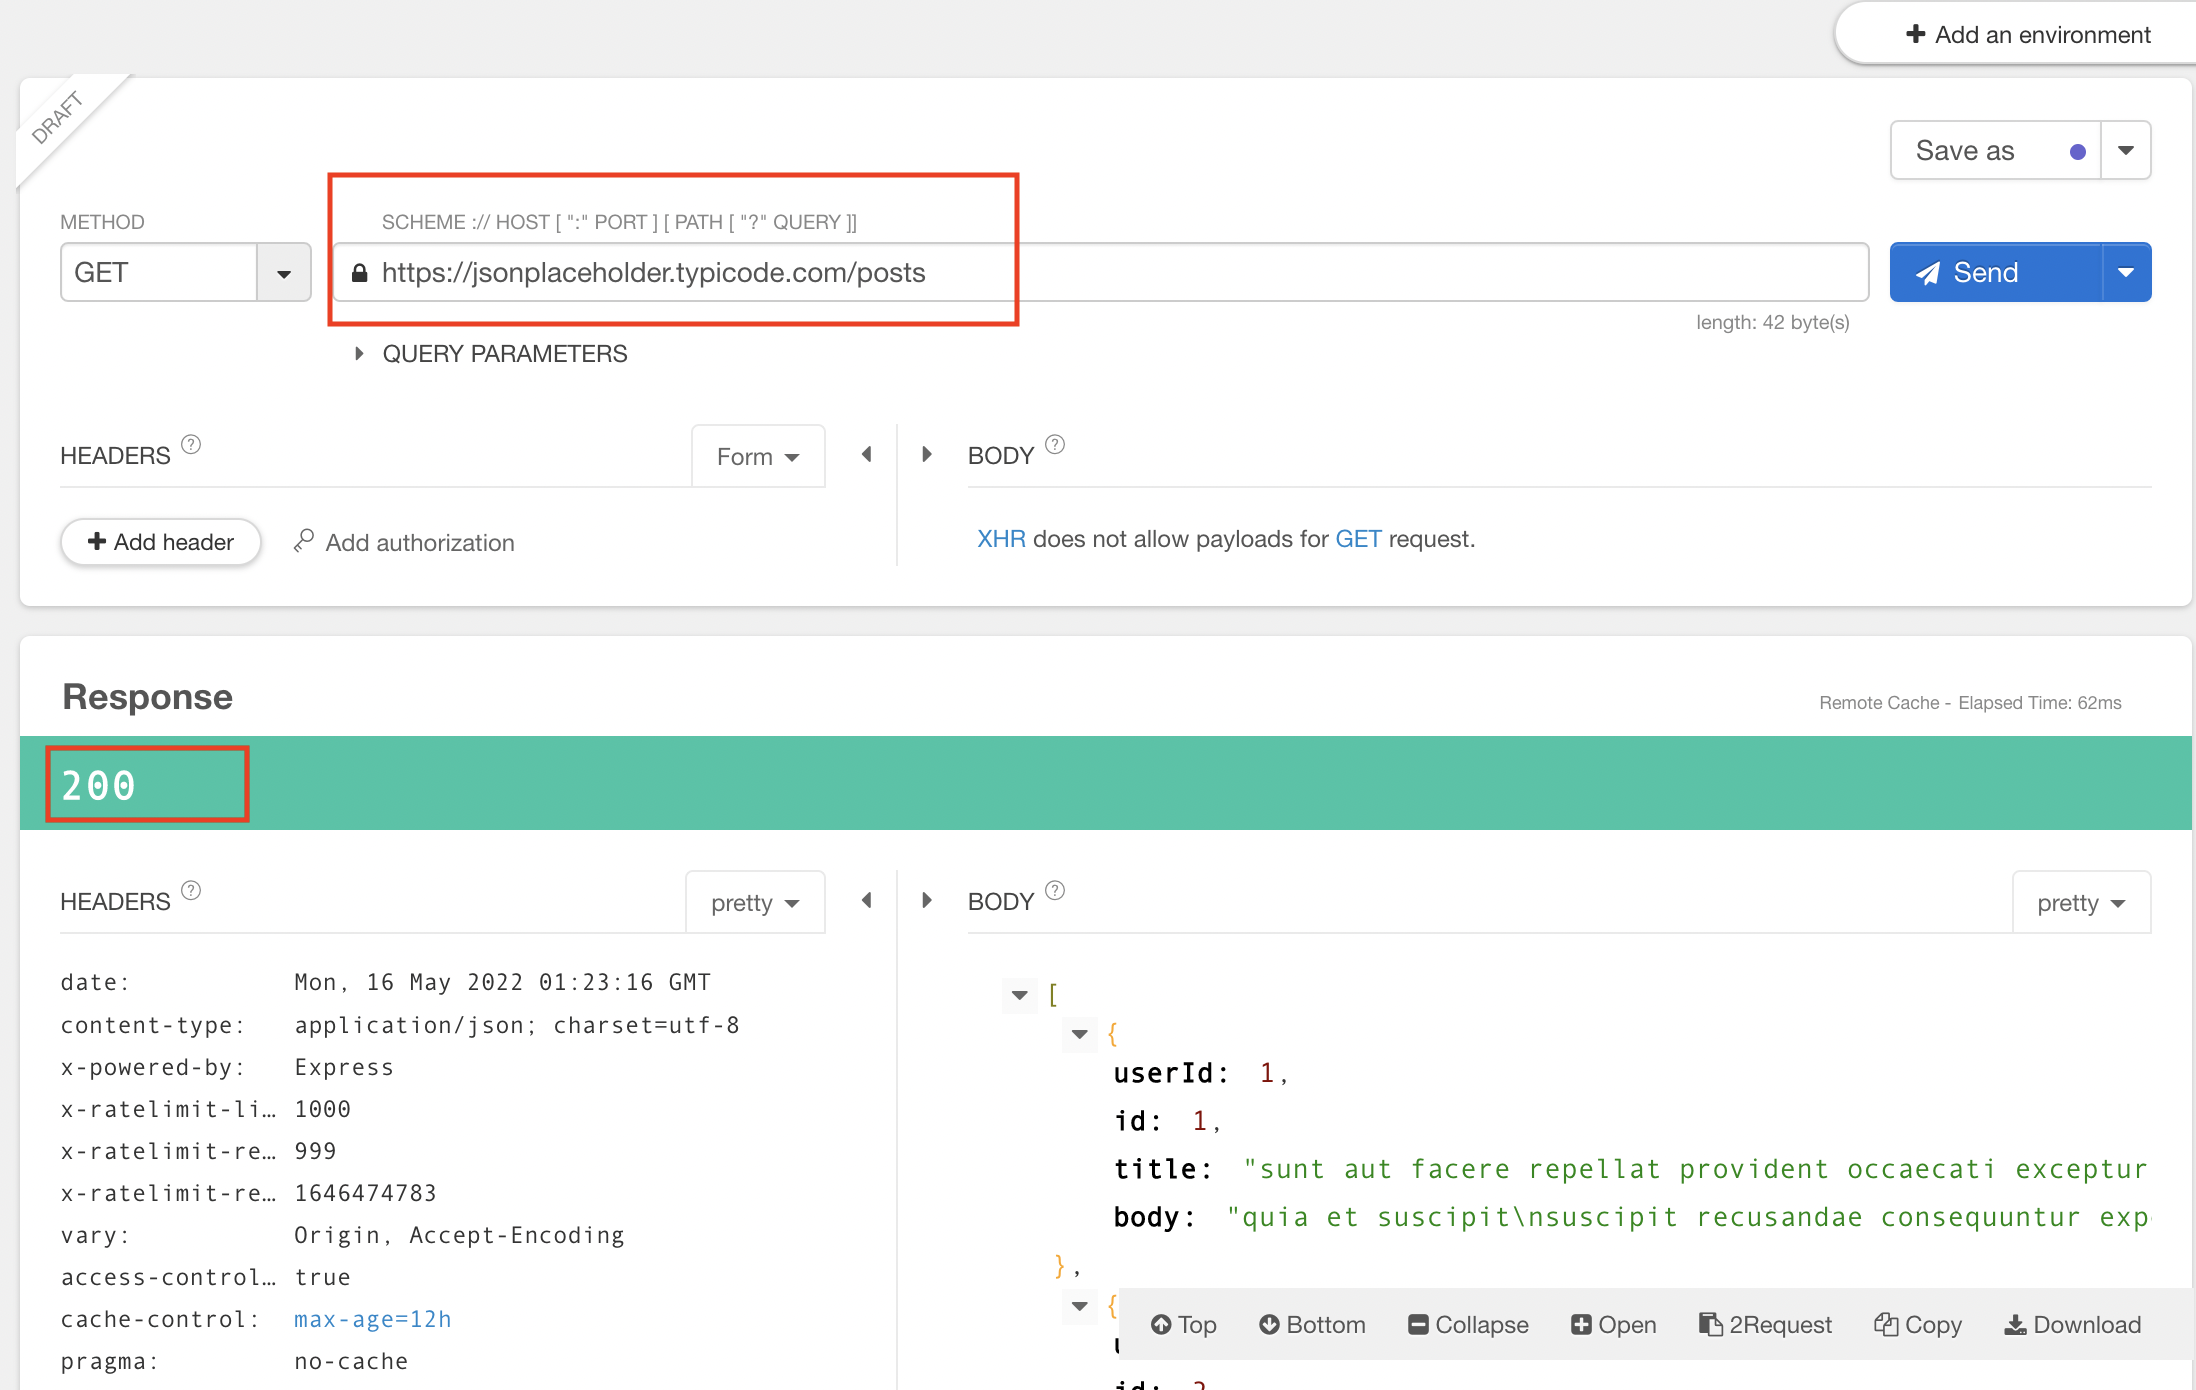 Add an environment
DRAFT
Save as
METHOD
SCHEME :// HOST [ ":" PORT ] [ PATH [ "?" QUERY ]]
GET
https://jsonplaceholder.typicode.com/posts
Send
length: 42 byte(s)
QUERY PARAMETERS
HEADERS ?
Form
BODY ?
Add header
Add authorization
XHR does not allow payloads for GET request.
Response
Remote Cache - Elapsed Time: 62ms
200
HEADERS ?
pretty
BODY ?
pretty
date: Mon, 16 May 2022 01:23:16 GMT
content-type: application/json; charset=utf-8
x-powered-by: Express
x-ratelimit-li… 1000
x-ratelimit-re… 999
x-ratelimit-re… 1646474783
vary: Origin, Accept-Encoding
access-control… true
cache-control: max-age=12h
pragma: no-cache
[
{
userId: 1,
id: 1,
title: "sunt aut facere repellat provident occaecati exceptur
body: "quia et suscipit\nsuscipit recusandae consequuntur exp
},
{
Top Bottom Collapse Open 2Request Copy Download
id: 2